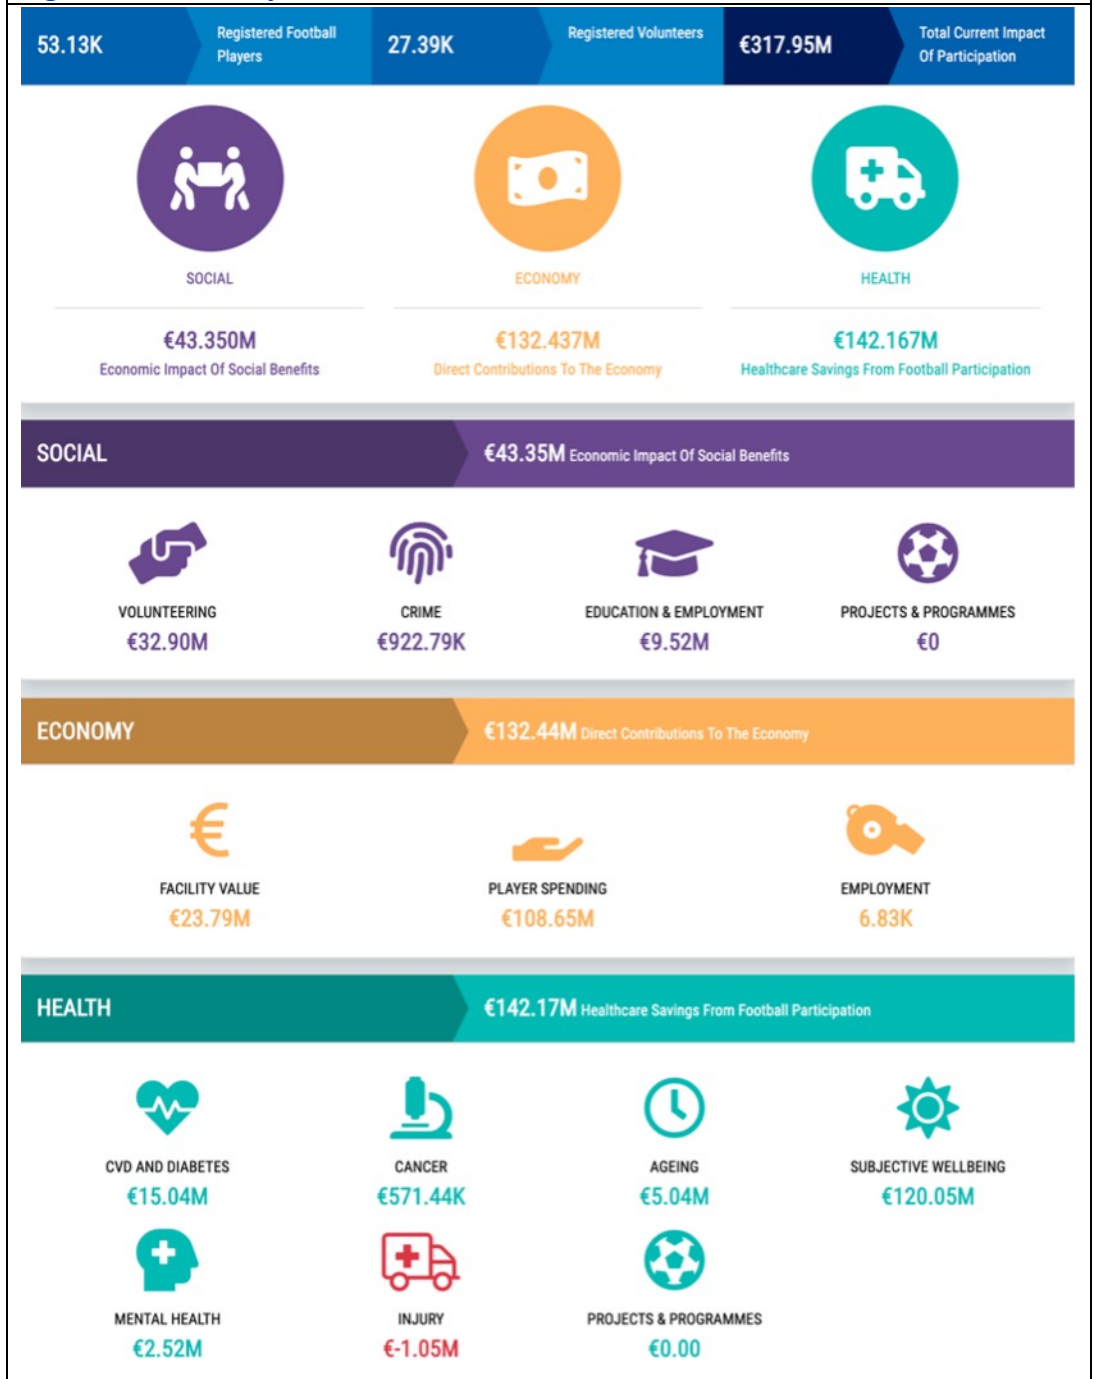 53.13K
Registered Football
Players
27.39K
Registered Volunteers
€317.95M
Total Current Impact
Of Participation
SOCIAL
ECONOMY
HEALTH
€43.350M
€132.437M
€142.167M
Economic Impact Of Social Benefits
Direct Contributions To The Economy
Healthcare Savings From Football Participation
SOCIAL
€43.35M Economic Impact Of Social Benefits
VOLUNTEERING
CRIME
EDUCATION & EMPLOYMENT
PROJECTS & PROGRAMMES
€32.90M
€922.79K
€9.52M
€0
ECONOMY
€132.44M Direct Contributions To The Economy
FACILITY VALUE
PLAYER SPENDING
EMPLOYMENT
€23.79M
€108.65M
6.83K
HEALTH
€142.17M Healthcare Savings From Football Participation
CVD AND DIABETES
CANCER
AGEING
SUBJECTIVE WELLBEING
€15.04M
€571.44K
€5.04M
€120.05M
MENTAL HEALTH
INJURY
PROJECTS & PROGRAMMES
€2.52M
€-1.05M
€0.00